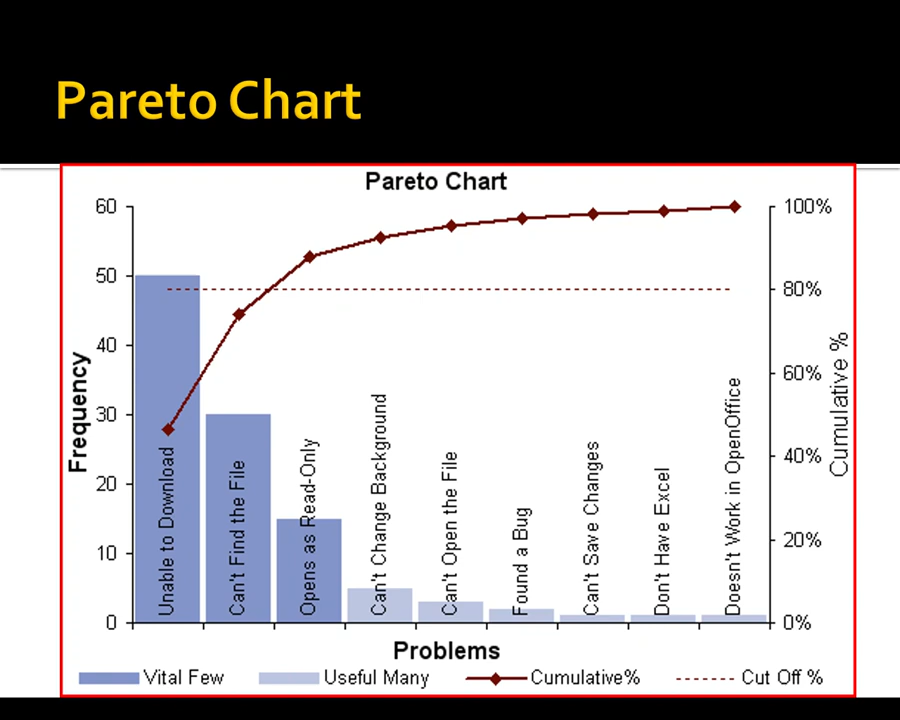 Pareto Chart
Pareto Chart
60
50
40
30
20
10
0
Frequency
100%
80%
60%
40%
20%
0%
Cumulative %
Unable to Download
Can't Find the File
Opens as Read-Only
Can't Change Background
Can't Open the File
Found a Bug
Can't Save Changes
Don't Have Excel
Doesn't Work in OpenOffice
Problems
Vital Few
Useful Many
Cumulative%
Cut Off %